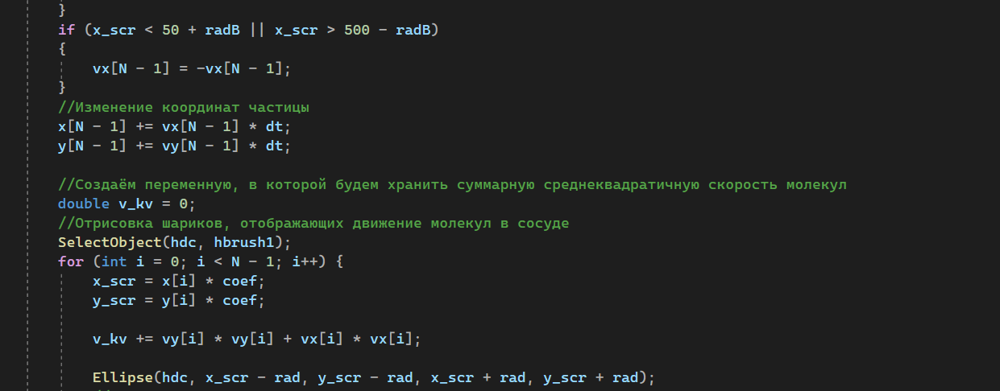 }
if (x_scr < 50 + radB || x_scr > 500 - radB)
{
vx[N - 1] = -vx[N - 1];
}
//Изменение координат частицы
x[N - 1] += vx[N - 1] * dt;
y[N - 1] += vy[N - 1] * dt;
//Создаём переменную, в которой будем хранить суммарную среднеквадратичную скорость молекул
double v_kv = 0;
//Отрисовка шариков, отображающих движение молекул в сосуде
SelectObject(hdc, hbrush1);
for (int i = 0; i < N - 1; i++) {
x_scr = x[i] * coef;
y_scr = y[i] * coef;
v_kv += vy[i] * vy[i] + vx[i] * vx[i];
Ellipse(hdc, x_scr - rad, y_scr - rad, x_scr + rad, y_scr + rad);